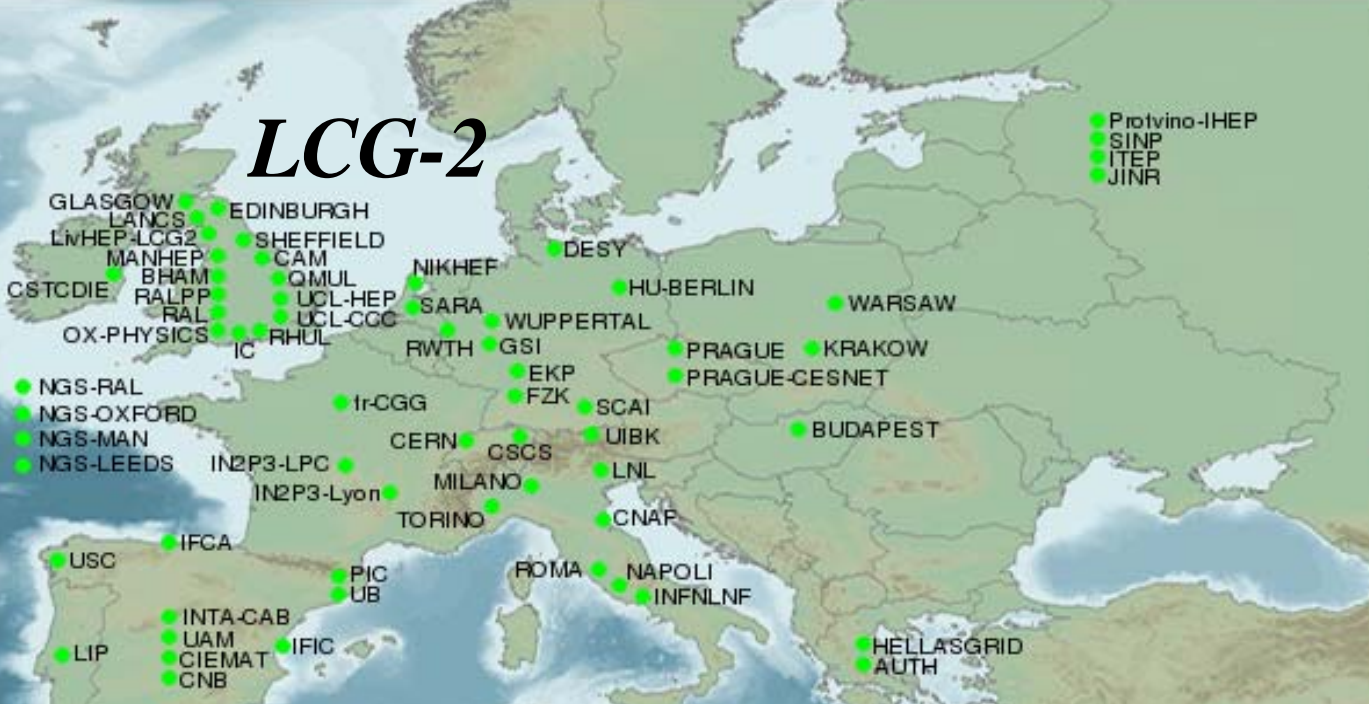 LCG-2
Protvino-IHEP
SINP
ITEP
JINR
GLASGOW
EDINBURGH
LANCS
LivHEP-LCG2
SHEFFIELD
MANHEP
CAM
BHAM
QMUL
CSTCDIE
RALPP
UCL-HEP
RAL
UCL-CCC
OX-PHYSICS
IC
RHUL
DESY
NIKHEF
HU-BERLIN
SARA
WARSAW
WUPPERTAL
RWTH
GSI
PRAGUE
KRAKOW
EKP
PRAGUE-CESNET
FZK
SCAI
NGS-RAL
NGS-OXFORD
NGS-MAN
NGS-LEEDS
fr-CGG
CERN
CSCS
UIBK
BUDAPEST
IN2P3-LPC
LNL
IN2P3-Lyon
MILANO
TORINO
CNAF
IFCA
USC
PIC
UB
ROMA
NAPOLI
INFNLNF
INTA-CAB
UAM
IFIC
CIEMAT
CNB
LIP
HELLASGRID
AUTH